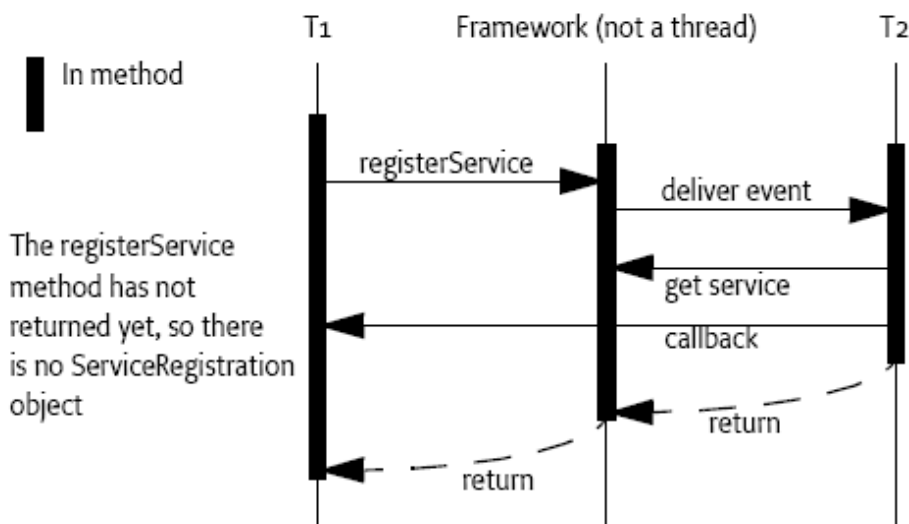 T1 Framework (not a thread) T2
In method
registerService
deliver event
The registerService
method has not
returned yet, so there
is no ServiceRegistration
object
get service
callback
return
return